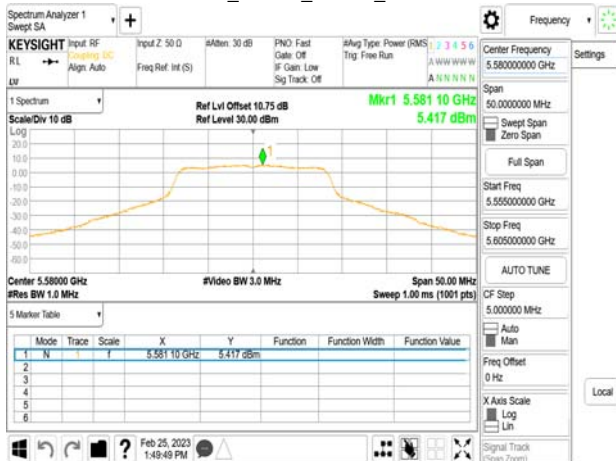 Spectrum Analyzer 1
Swept SA
Frequency
KEYSIGHT Input: RF
RL
Coupling: DC
Align: Auto
Input Z: 50 Ω
Freq Ref: Int (S)
#Atten: 30 dB
PNO: Fast
Gate: Off
IF Gain: Low
Sig Track: Off
#Avg Type: Power (RMS
Trig: Free Run
1 2 3 4 5 6
A WWWWW
A N N N N N
LV
1 Spectrum
Scale/Div 10 dB
Ref Lvl Offset 10.75 dB
Ref Level 30.00 dBm
Mkr1 5.581 10 GHz
5.417 dBm
Log
20.0
10.0
0.00
-10.0
-20.0
-30.0
-40.0
-50.0
-60.0
1
Center 5.58000 GHz
#Res BW 1.0 MHz
#Video BW 3.0 MHz
Span 50.00 MHz
Sweep 1.00 ms (1001 pts)
5 Marker Table
Mode Trace Scale X Y Function Function Width Function Value
1 N 1 f 5.581 10 GHz 5.417 dBm
2
3
4
5
6
Feb 25, 2023
1:49:49 PM
?
Center Frequency
5.580000000 GHz
Settings
Span
50.0000000 MHz
Swept Span
Zero Span
Full Span
Start Freq
5.555000000 GHz
Stop Freq
5.605000000 GHz
AUTO TUNE
CF Step
5.000000 MHz
Auto
Man
Freq Offset
0 Hz
X Axis Scale
Log
Lin
Local
Signal Track
(Span Zoom)